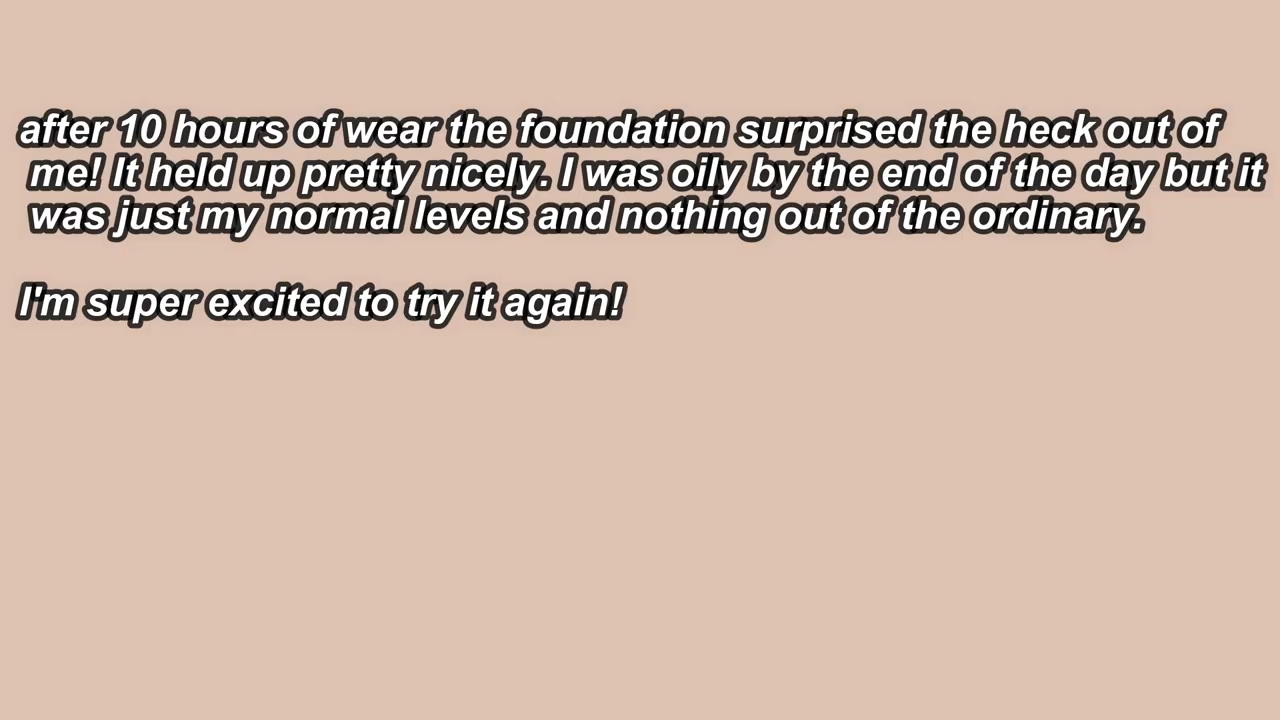 after 10 hours of wear the foundation surprised the heck out of
me! It held up pretty nicely. I was oily by the end of the day but it
was just my normal levels and nothing out of the ordinary.
I'm super excited to try it again!